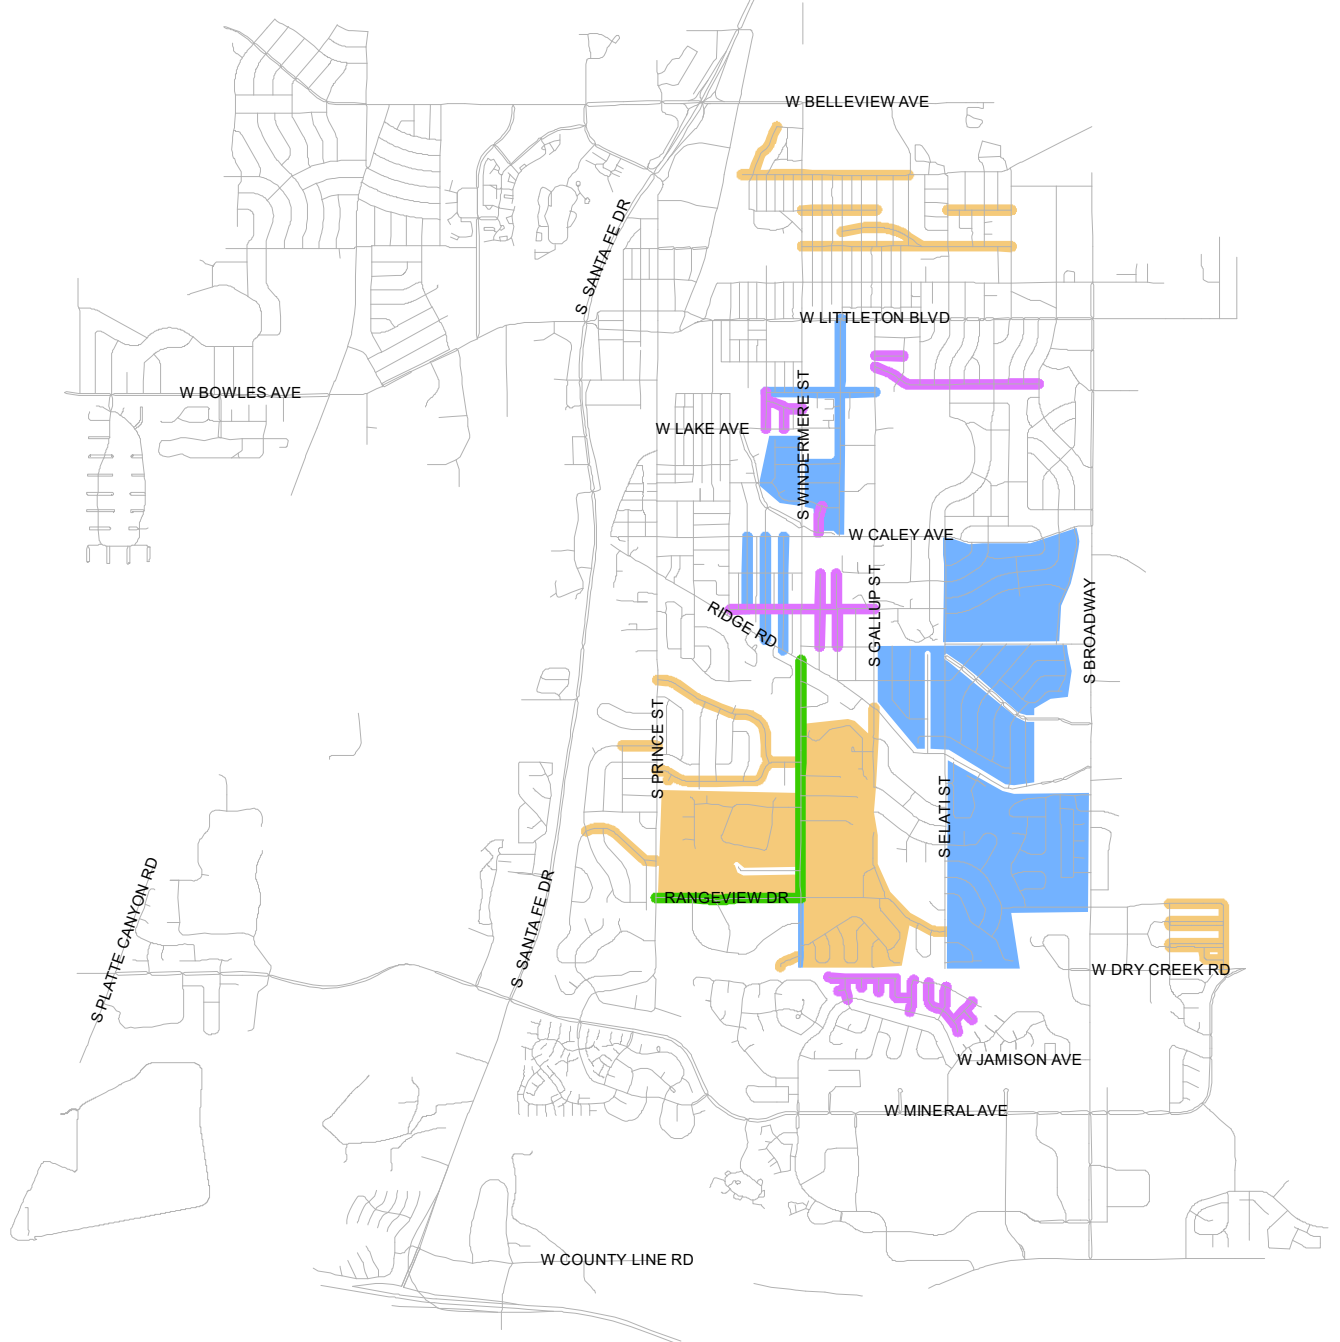 W BELLEVIEW AVE
S SANTA FE DR
W LITTLETON BLVD
W BOWLES AVE
S WINDERMERE ST
W LAKE AVE
W CALEY AVE
S GALLUP ST
RIDGE RD
S BROADWAY
S PRINCE ST
S ELATI ST
RANGEVIEW DR
S PLATTE CANYON RD
S SANTA FE DR
W DRY CREEK RD
W JAMISON AVE
W MINERAL AVE
W COUNTY LINE RD